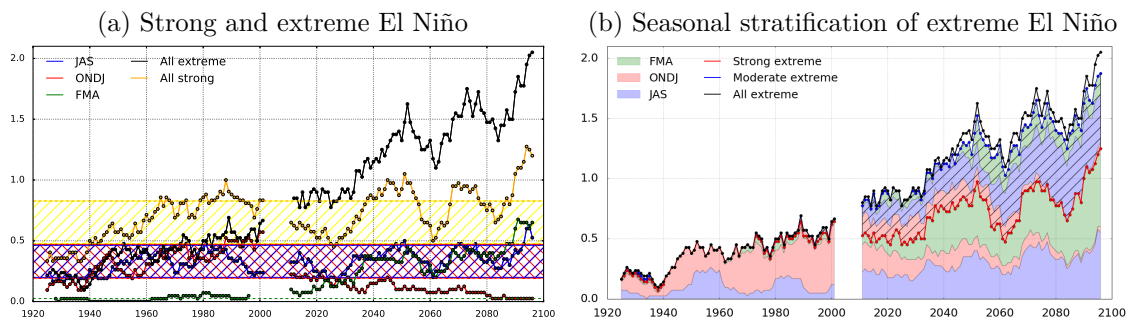 (a) Strong and extreme El Niño
2.0
1.5
1.0
0.5
0.0
JAS
ONDJ
FMA
All extreme
All strong
1920 1940 1960 1980 2000 2020 2040 2060 2080 2100
(b) Seasonal stratification of extreme El Niño
2.0
1.5
1.0
0.5
0.0
FMA
ONDJ
JAS
Strong extreme
Moderate extreme
All extreme
1920 1940 1960 1980 2000 2020 2040 2060 2080 2100